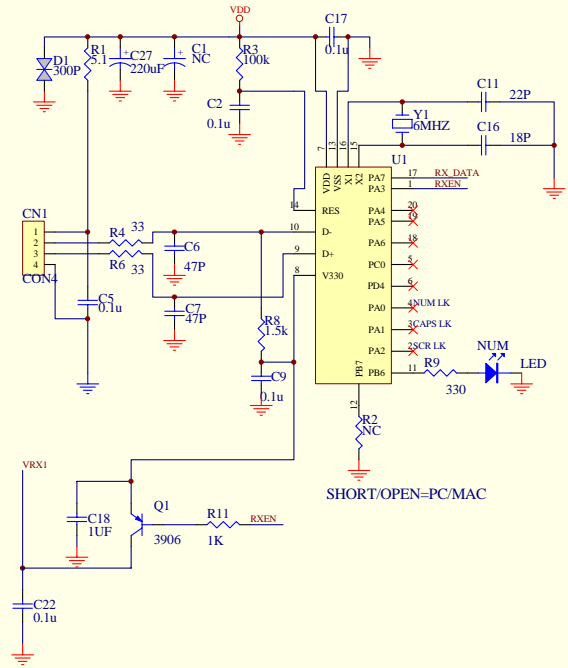 VDD
C17
0.1u
D1
300P
R1
5.1
C27
220uF
C1
NC
R3
100k
C2
0.1u
C11
22P
Y1
6MHZ
C16
18P
U1
7
13
16
15
VDD
VSS
X1
X2
PA7
17
RX_DATA
PA3
1
RXEN
14
RES
PA4
20
PA5
19
CN1
1
2
3
4
CON4
R4
33
R6
33
10
D-
9
D+
8
V330
PA6
18
PC0
5
PD4
6
C6
47P
C5
0.1u
C7
47P
PA0
4
NUM LK
PA1
3
CAPS LK
PA2
2
SCR LK
R8
1.5k
C9
0.1u
PB7
PB6
11
R9
330
NUM
LED
12
R2
NC
VRX1
SHORT/OPEN=PC/MAC
C18
1UF
Q1
3906
R11
1K
RXEN
C22
0.1u